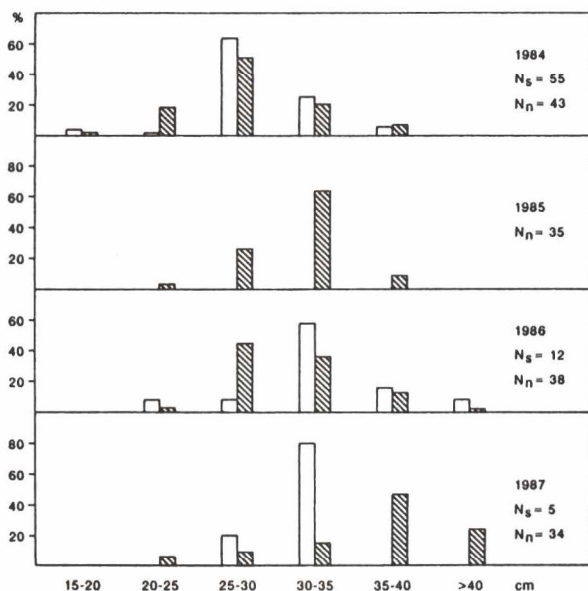 %
60
40
20
1984
Ns = 55
Nn = 43
80
60
40
20
1985
Nn = 35
60
40
20
1986
Ns = 12
Nn = 38
80
60
40
20
1987
Ns = 5
Nn = 34
15-20 20-25 25-30 30-35 35-40 >40 cm